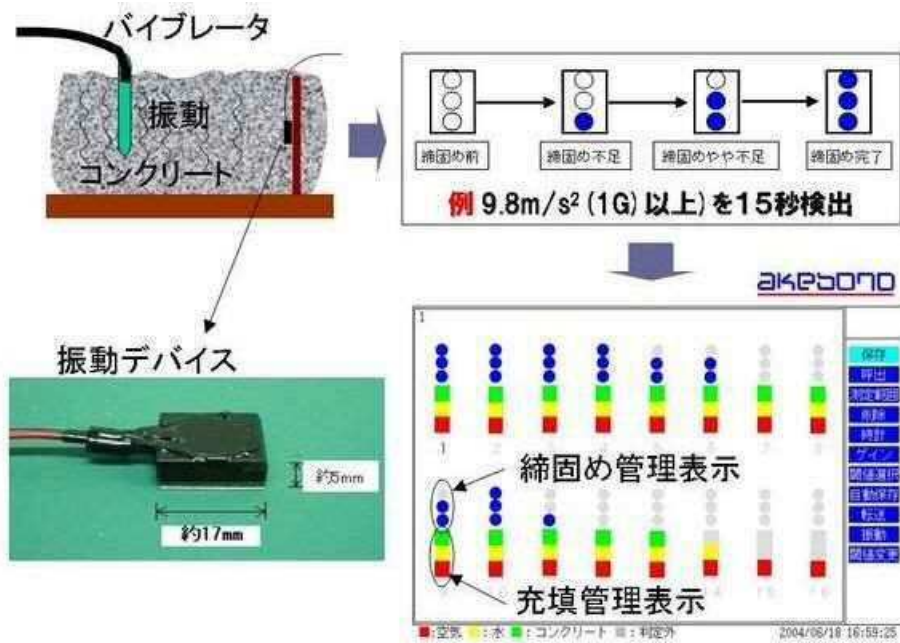 バイブレータ
振動
コンクリート
締固め前
締固め不足
締固めやや不足
締固め完了
例 9.8m/s² (1G) 以上) を15秒検出
akebono
振動デバイス
約5mm
約17mm
1
保存
呼出
測定範囲
削除
時計
ゲイン
閾値選択
自動保存
転送
振動
閾値変更
1
締固め管理表示
充填管理表示
■:空気 ■:水 ■:コンクリート ■:判定外
2004/06/18 16:59:25